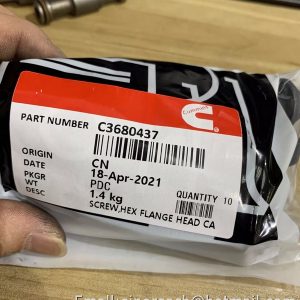 Cummins
PART NUMBER C3680437
ORIGIN CN
DATE 18-Apr-2021
PKGR PDC
WT 1.4 kg
QUANTITY 10
DESC SCREW,HEX FLANGE HEAD CA